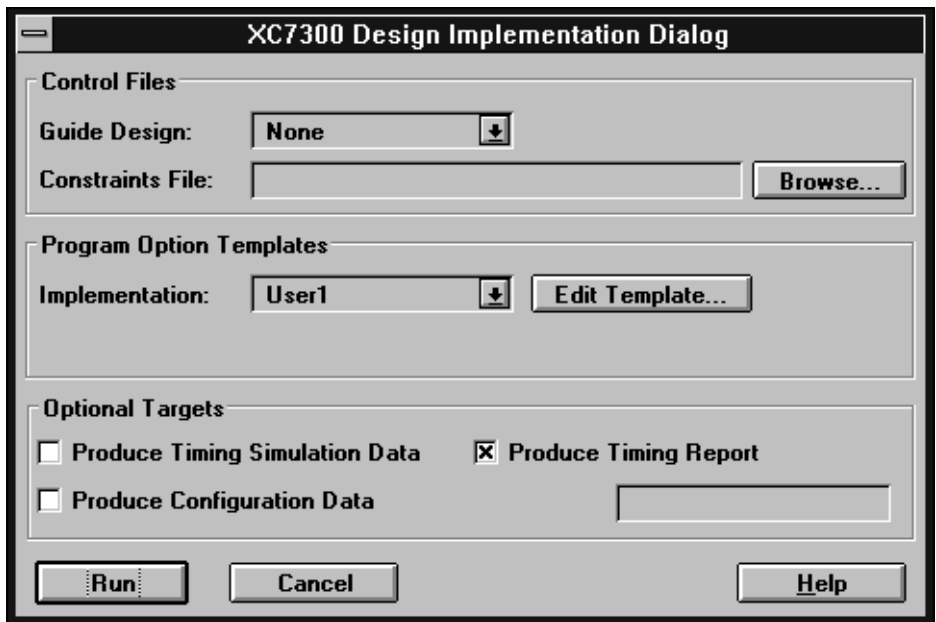 XC7300 Design Implementation Dialog
Control Files
Guide Design: None
Constraints File: Browse...
Program Option Templates
Implementation: User1 Edit Template...
Optional Targets
Produce Timing Simulation Data Produce Timing Report
Produce Configuration Data
Run Cancel Help